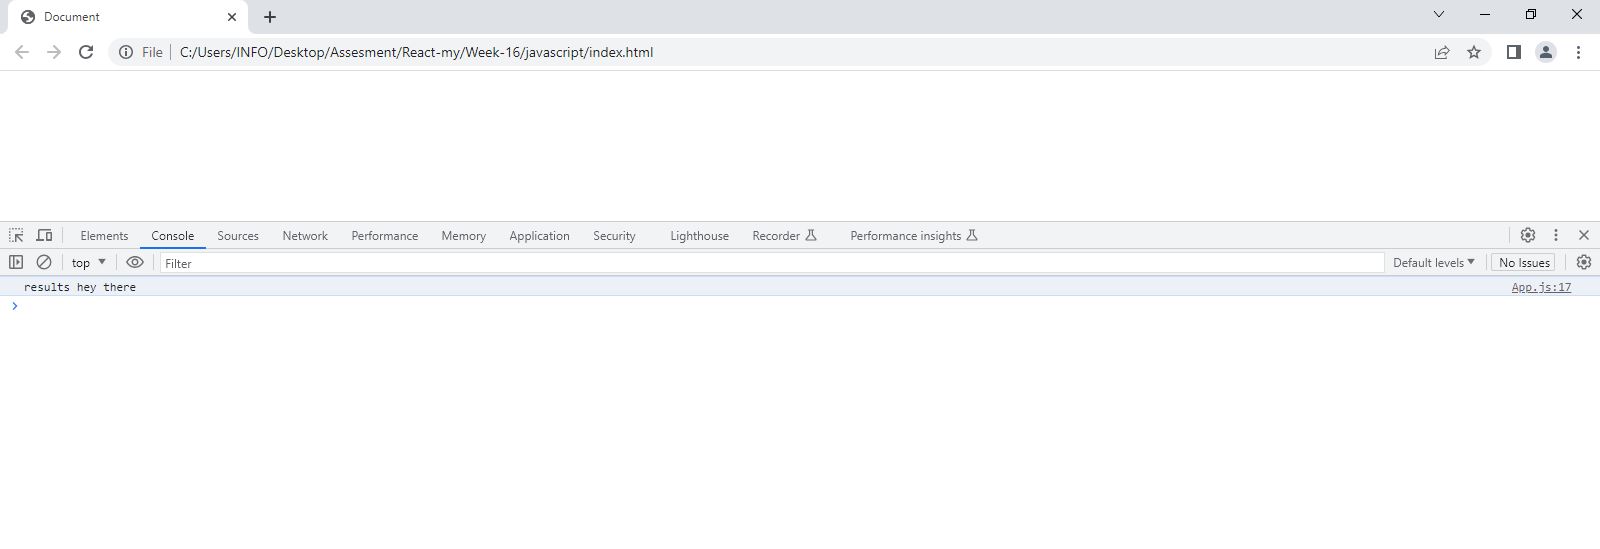 Document
File C:/Users/INFO/Desktop/Assesment/React-my/Week-16/javascript/index.html
Elements Console Sources Network Performance Memory Application Security Lighthouse Recorder Performance insights
top Filter Default levels No Issues
results hey there App.js:17